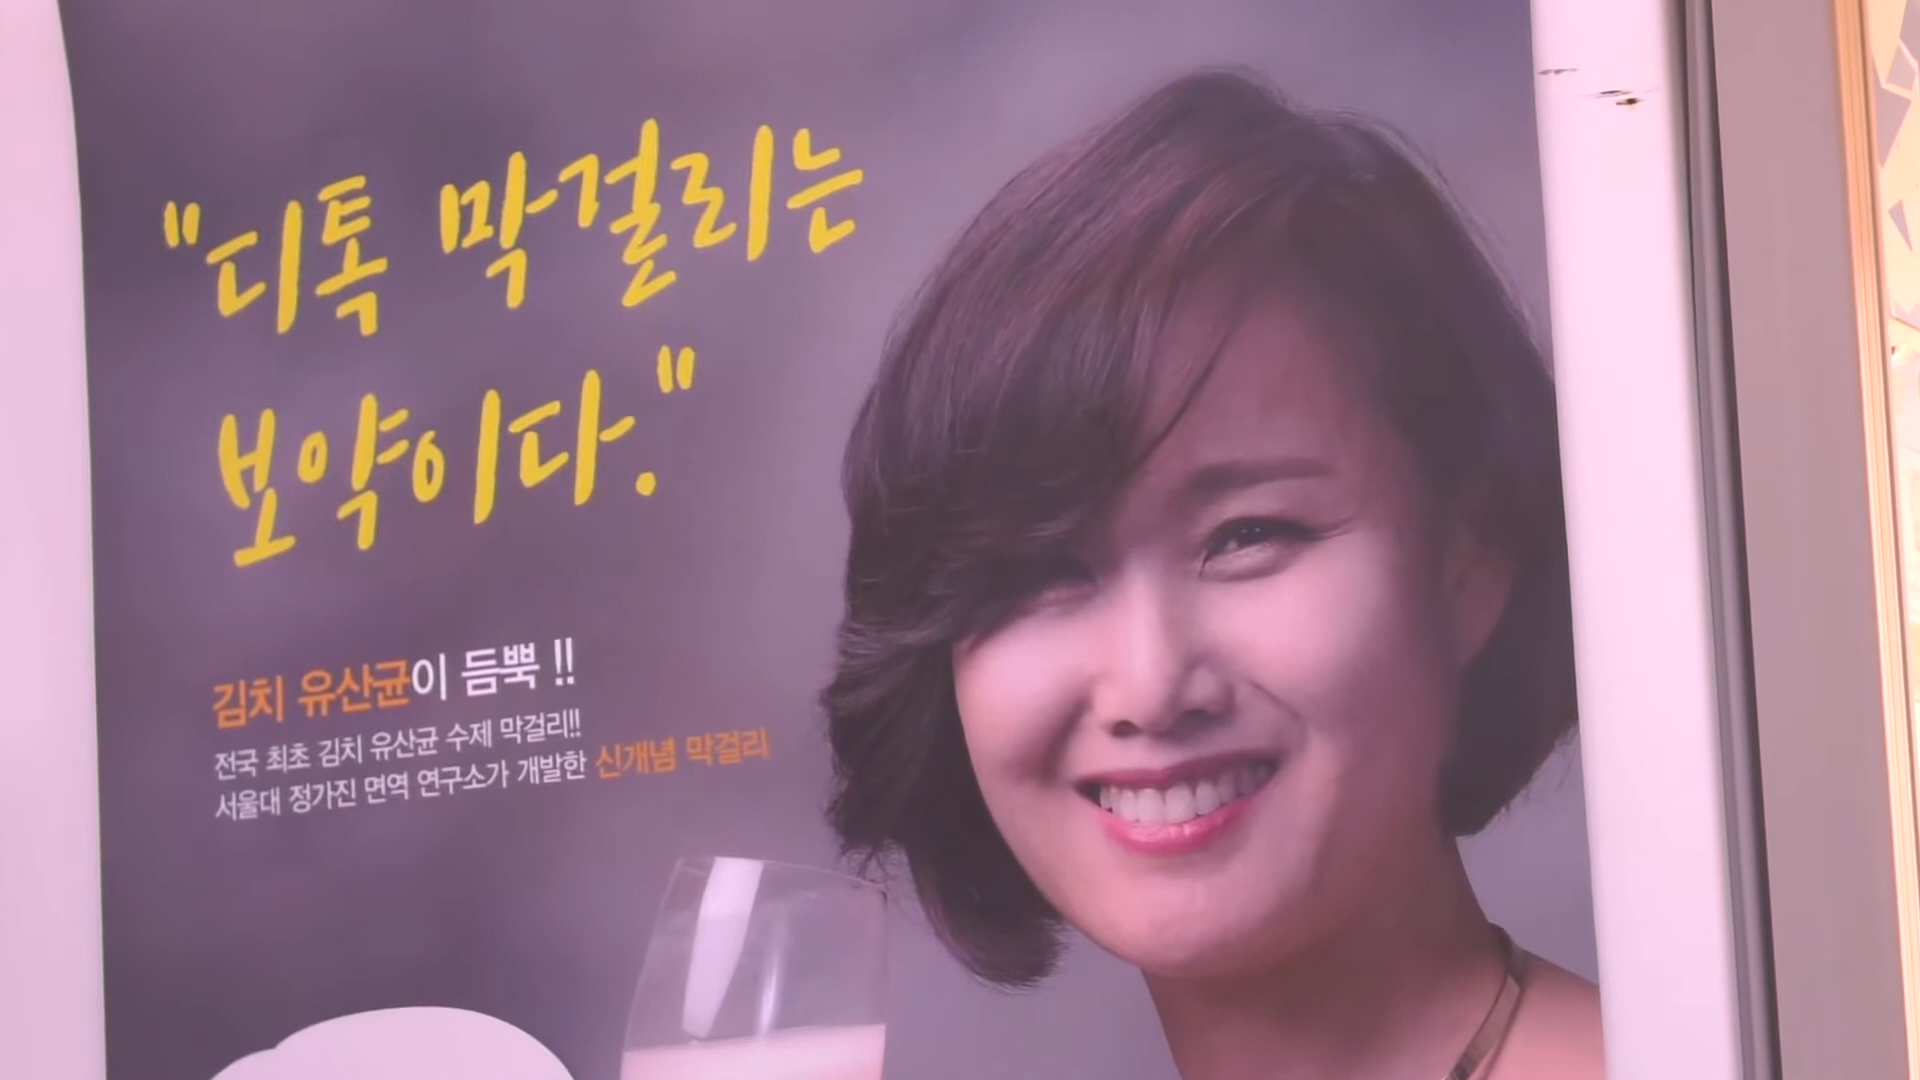 "디톡 막걸리는
보약이다."
김치 유산균이 듬뿍 !!
전국 최초 김치 유산균 수제 막걸리!!
서울대 정가진 면역 연구소가 개발한 신개념 막걸리